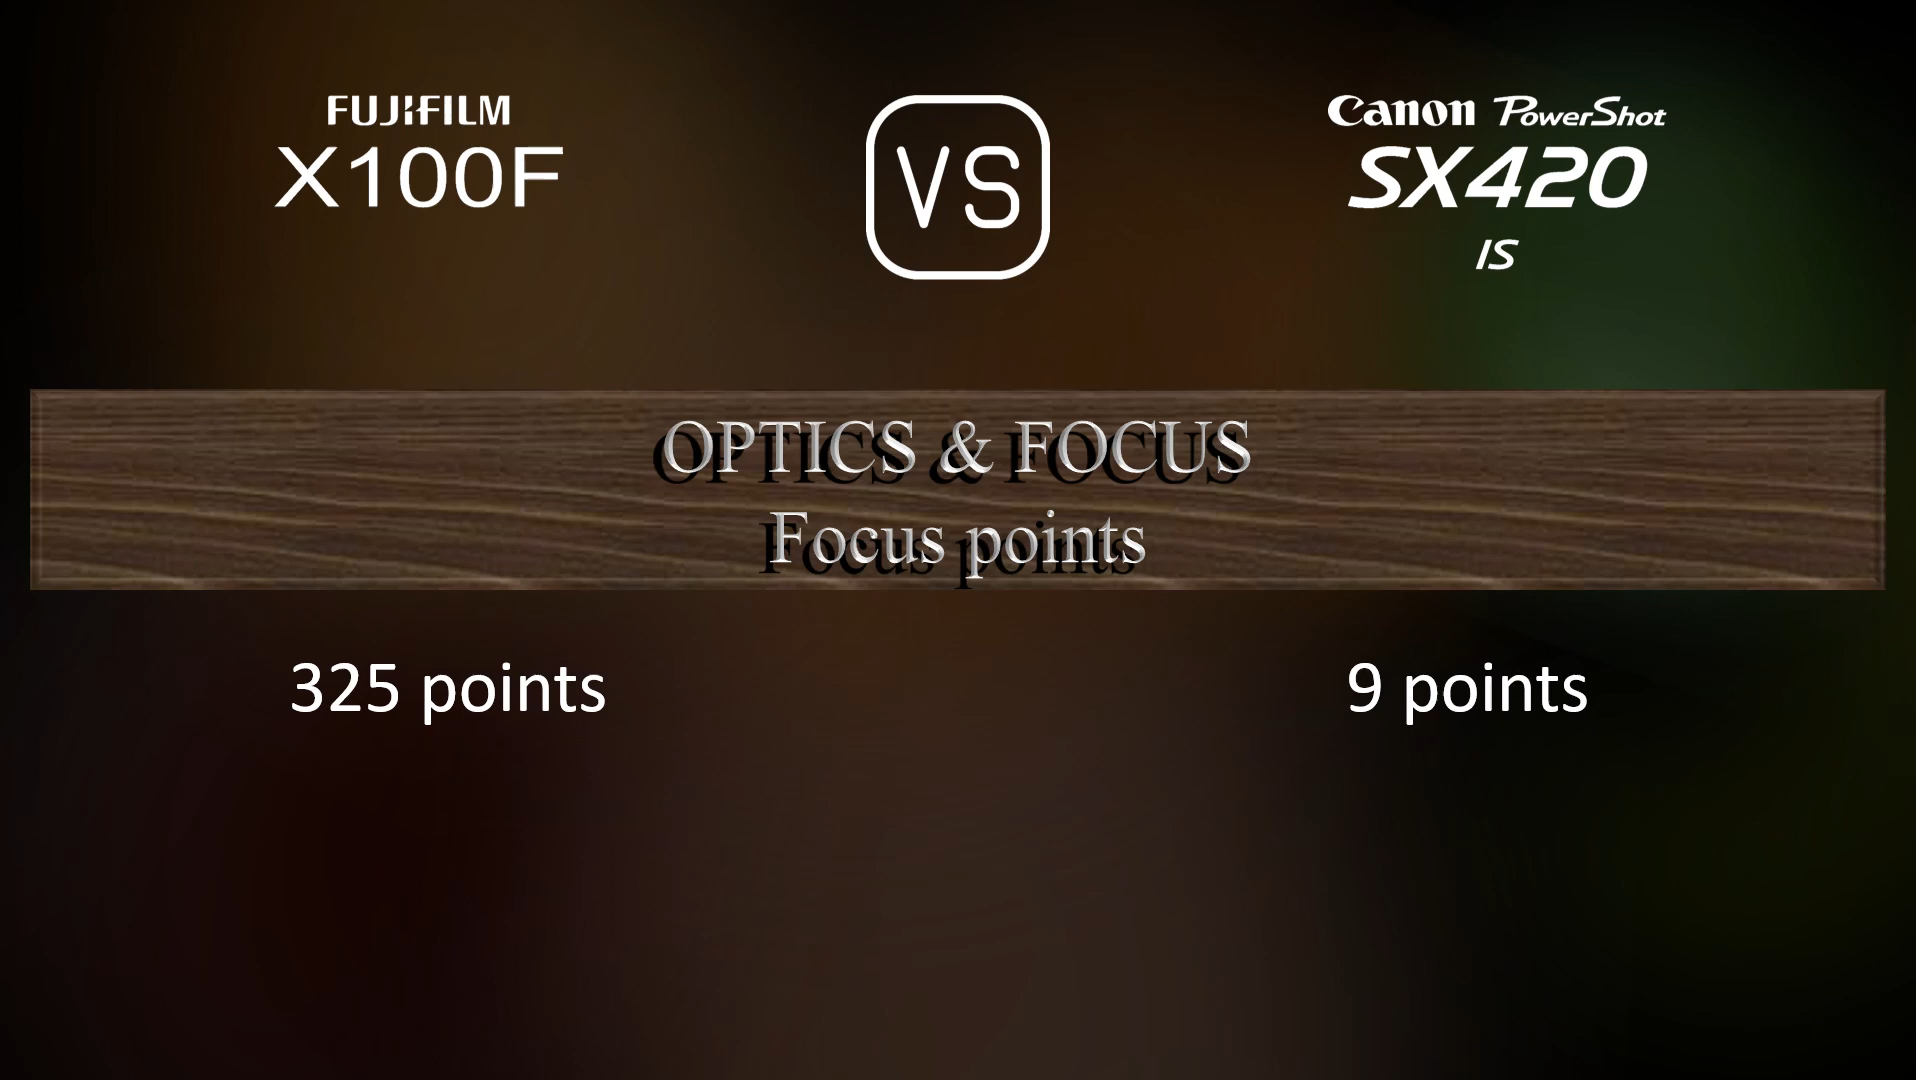 FUJIFILM
X100F
VS
Canon PowerShot
SX420
IS
OPTICS & FOCUS
Focus points
325 points
9 points